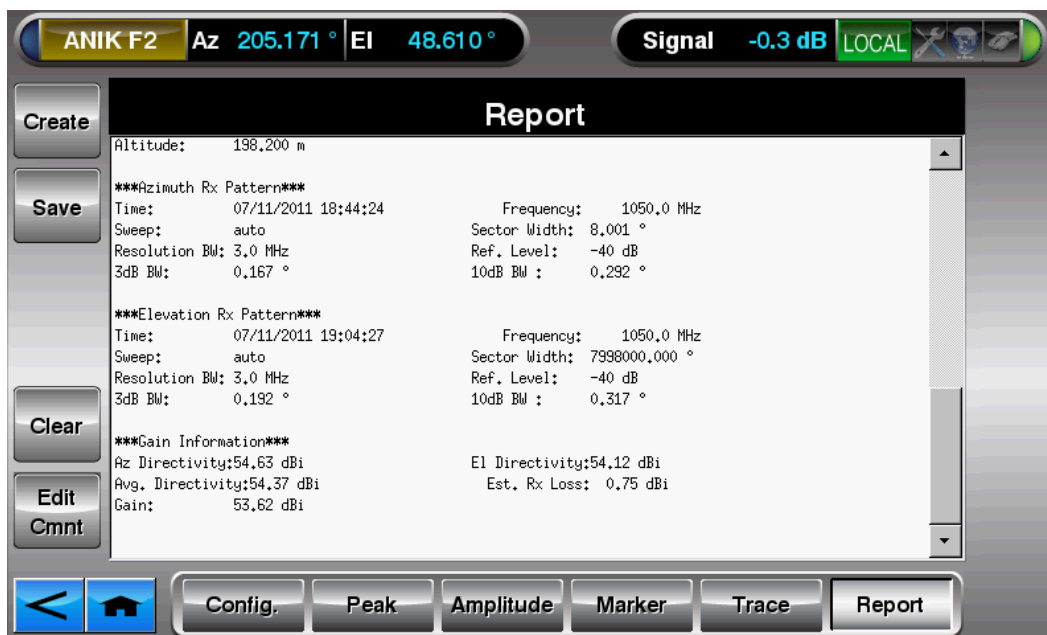 ANIK F2 Az 205.171 ° El 48.610 ° Signal -0.3 dB LOCAL
Report
Create
Save
Clear
Edit
Cmnt
Altitude: 198.200 m
***Azimuth Rx Pattern***
Time: 07/11/2011 18:44:24 Frequency: 1050.0 MHz
Sweep: auto Sector Width: 8.001 °
Resolution BW: 3.0 MHz Ref. Level: -40 dB
3dB BW: 0.167 ° 10dB BW : 0.292 °
***Elevation Rx Pattern***
Time: 07/11/2011 19:04:27 Frequency: 1050.0 MHz
Sweep: auto Sector Width: 7998000.000 °
Resolution BW: 3.0 MHz Ref. Level: -40 dB
3dB BW: 0.192 ° 10dB BW : 0.317 °
***Gain Information***
Az Directivity:54.63 dBi El Directivity:54.12 dBi
Avg. Directivity:54.37 dBi Est. Rx Loss: 0.75 dBi
Gain: 53.62 dBi
< Config. Peak Amplitude Marker Trace Report